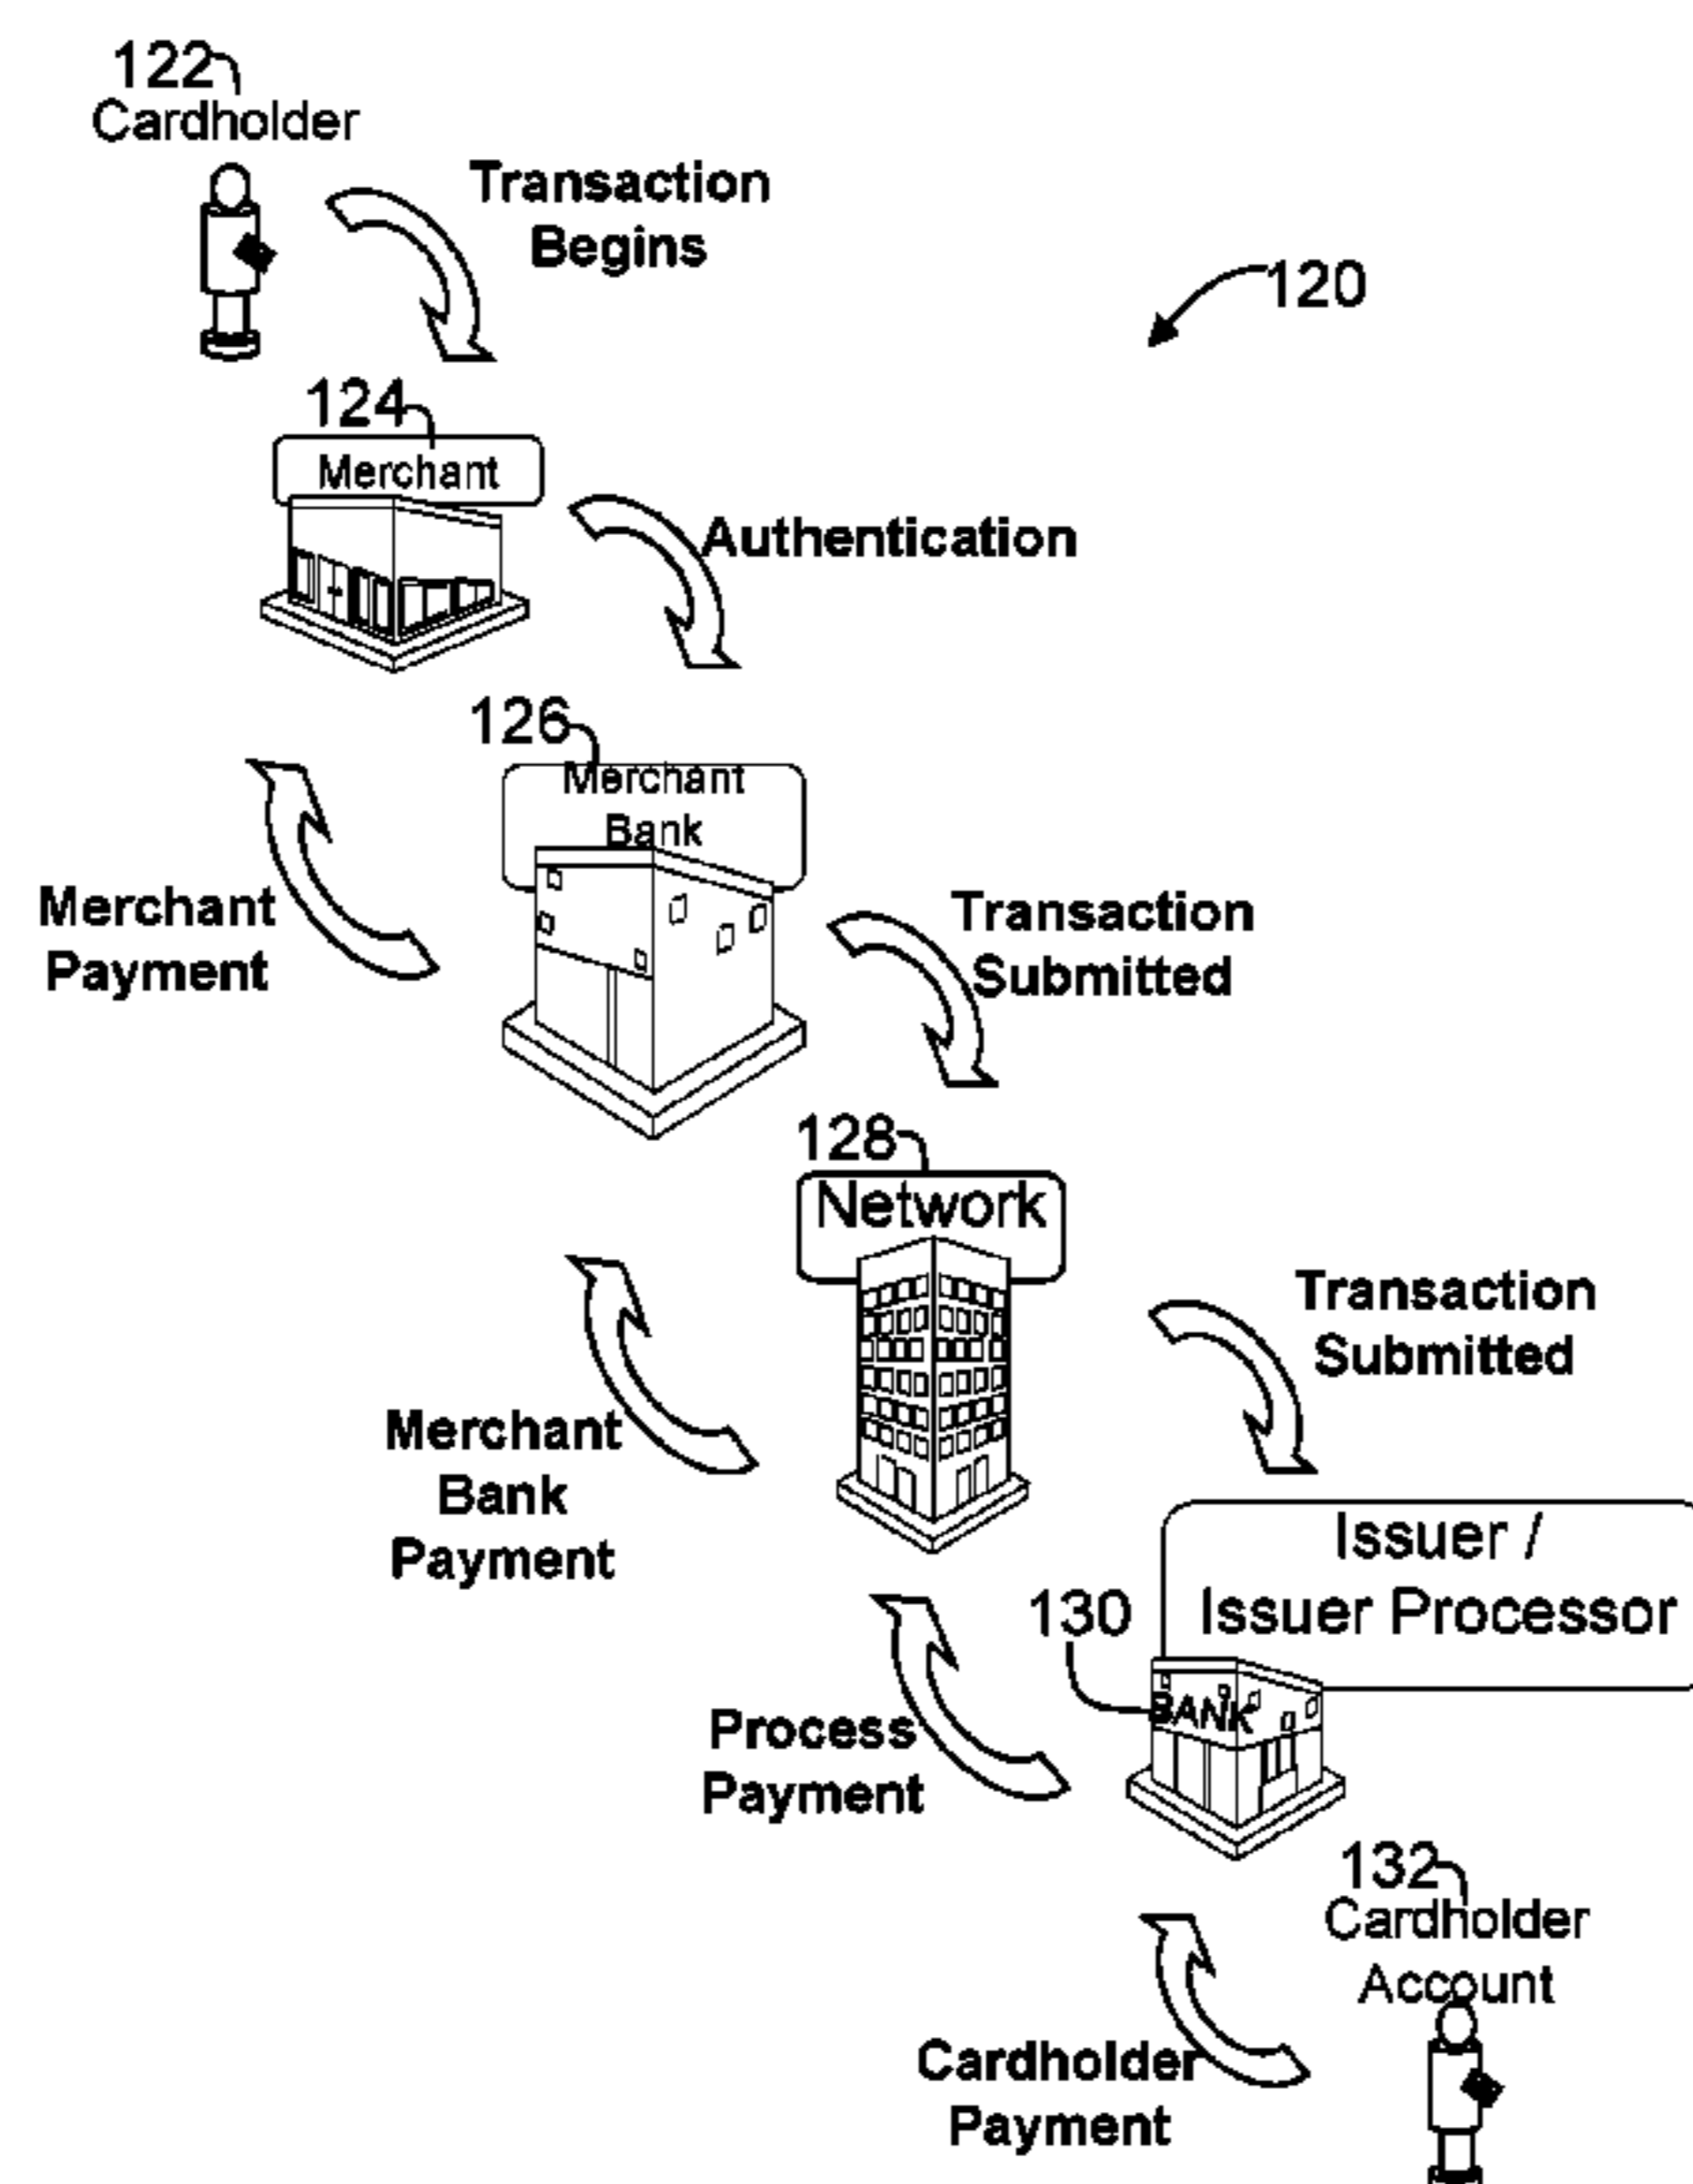 122
Cardholder
Transaction
Begins
120
124
Merchant
Authentication
126
Merchant
Bank
Merchant
Payment
Transaction
Submitted
128
Network
Transaction
Submitted
Merchant
Bank
Payment
Issuer /
Issuer Processor
130
BANK
Process
Payment
132
Cardholder
Account
Cardholder
Payment